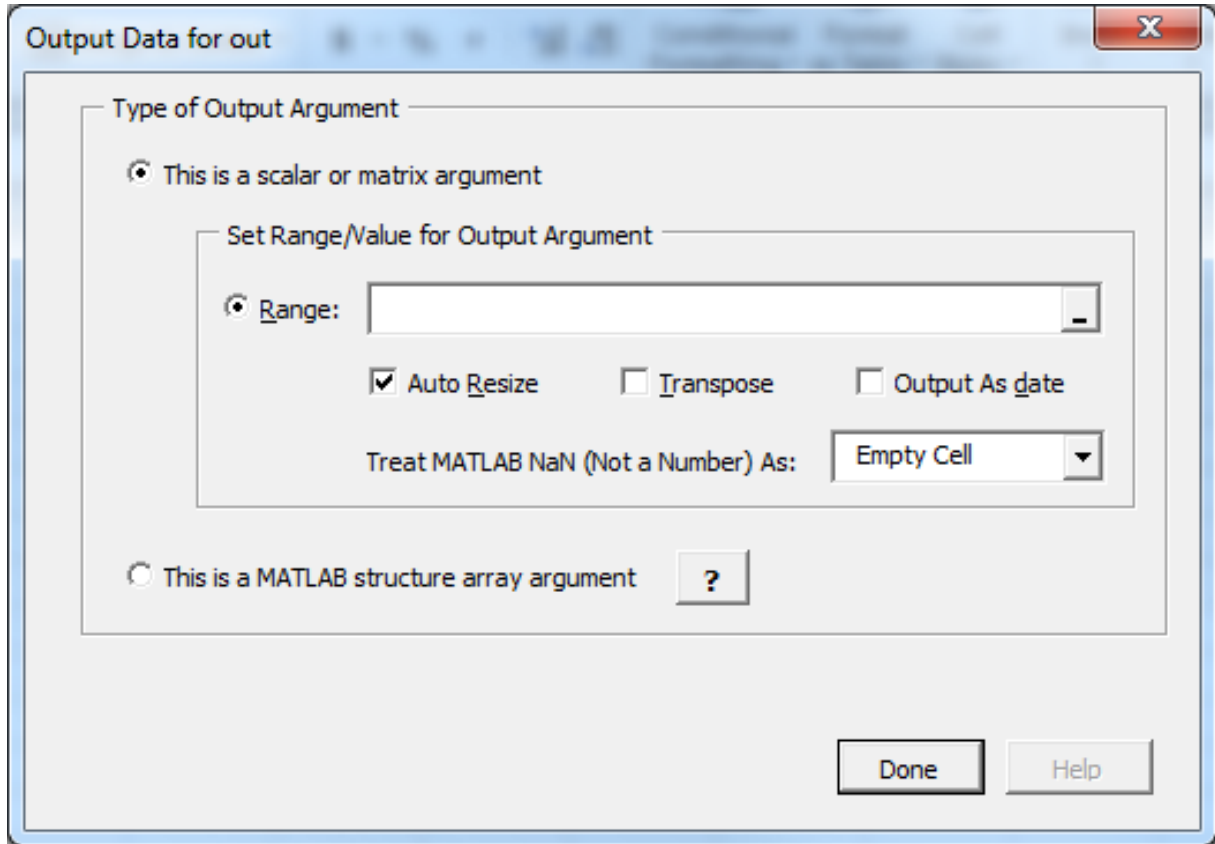 Output Data for out
Type of Output Argument
This is a scalar or matrix argument
Set Range/Value for Output Argument
Range:
Auto Resize Transpose Output As date
Treat MATLAB NaN (Not a Number) As: Empty Cell
This is a MATLAB structure array argument ?
Done Help